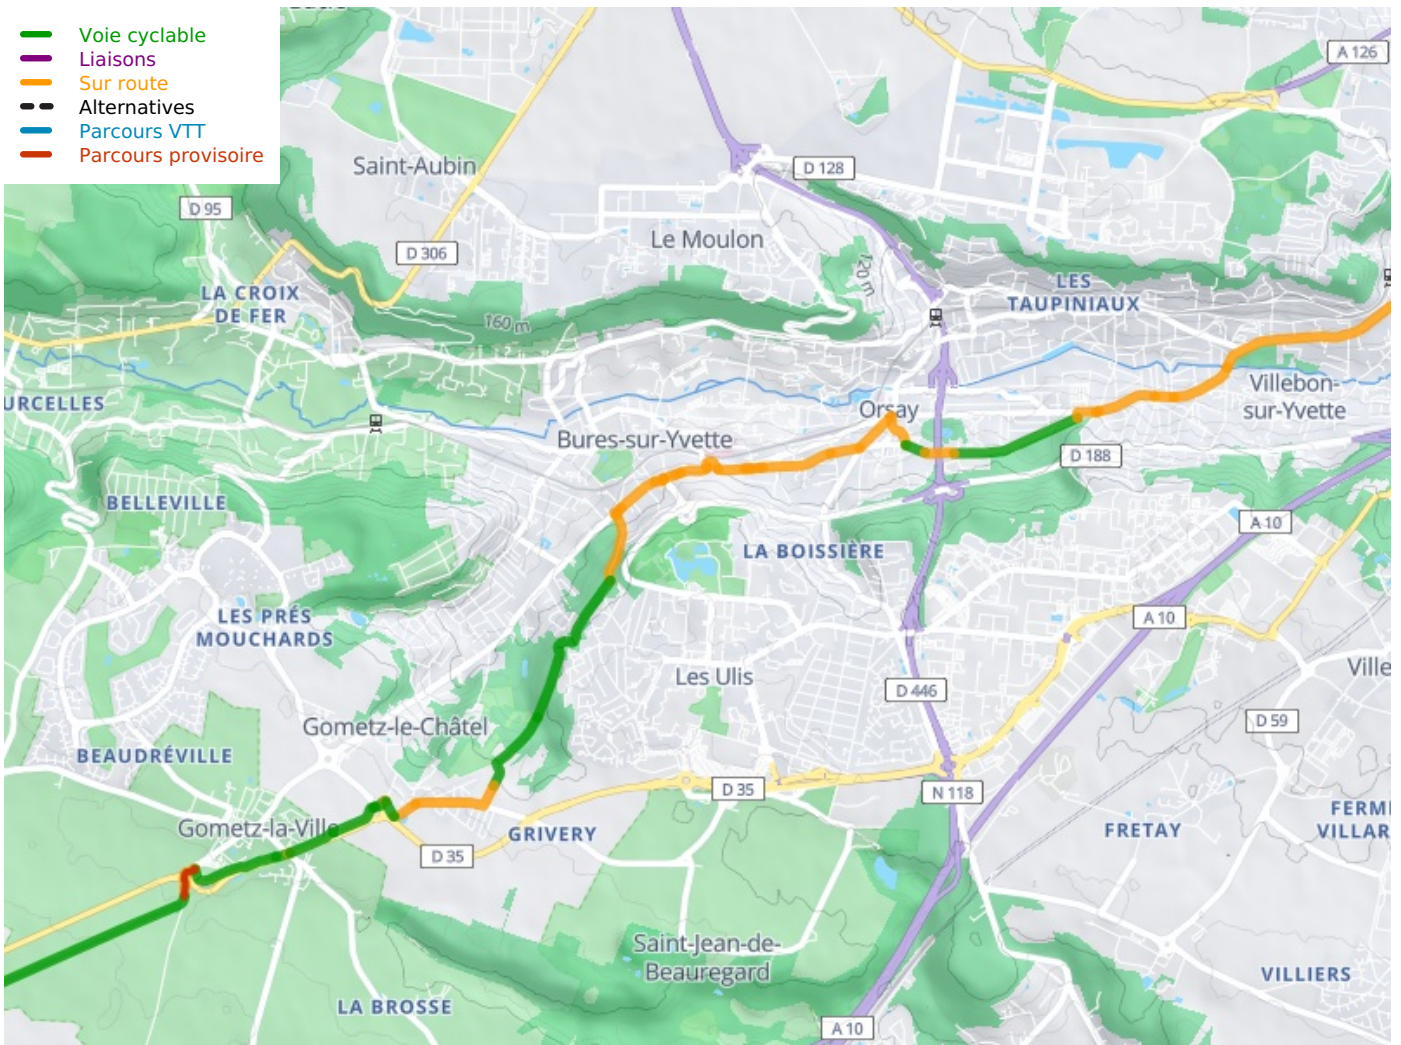 Voie cyclable
Liaisons
Sur route
Alternatives
Parcours VTT
Parcours provisoire
A 126
Saint-Aubin
D 128
D 95
Le Moulon
D 306
120 m
LES
TAUPINIAUX
LA CROIX
DE FER
160 m
Villebon-
sur-Yvette
URCELLES
Orsay
Bures-sur-Yvette
D 188
BELLEVILLE
A 10
LA BOISSIÈRE
LES PRÉS
MOUCHARDS
A 10
Ville
Les Ulis
D 446
D 59
Gometz-le-Châtel
BEAUDRÉVILLE
D 35
N 118
Gometz-la-Ville
GRIVERY
FRETAY
FERME
VILLAR
D 35
Saint-Jean-de-
Beauregard
VILLIERS
LA BROSSE
A 10